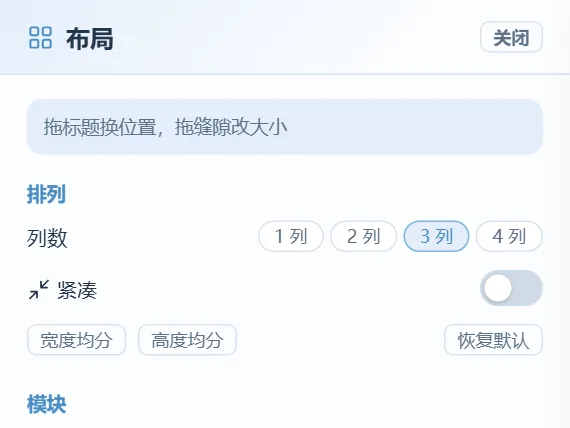 布局
关闭
拖标题换位置，拖缝隙改大小
排列
列数 1 列 2 列 3 列 4 列
紧凑
宽度均分 高度均分 恢复默认
模块